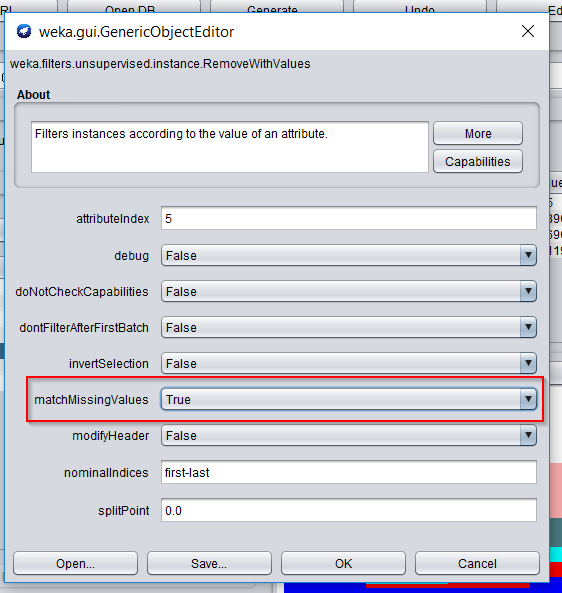 Open DB
Generate
Undo
Ed
weka.gui.GenericObjectEditor
weka.filters.unsupervised.instance.RemoveWithValues
About
Filters instances according to the value of an attribute.
More
Capabilities
attributeIndex 5
debug False
doNotCheckCapabilities False
dontFilterAfterFirstBatch False
invertSelection False
matchMissingValues True
modifyHeader False
nominalIndices first-last
splitPoint 0.0
Open...
Save...
OK
Cancel